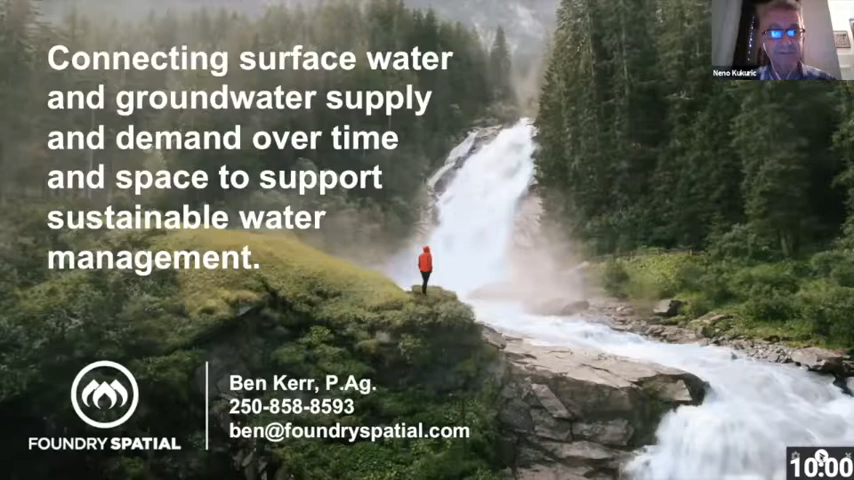 Connecting surface water
and groundwater supply
and demand over time
and space to support
sustainable water
management.
Neno Kukuric
FOUNDRY SPATIAL
Ben Kerr, P.Ag.
250-858-8593
ben@foundryspatial.com
10:00